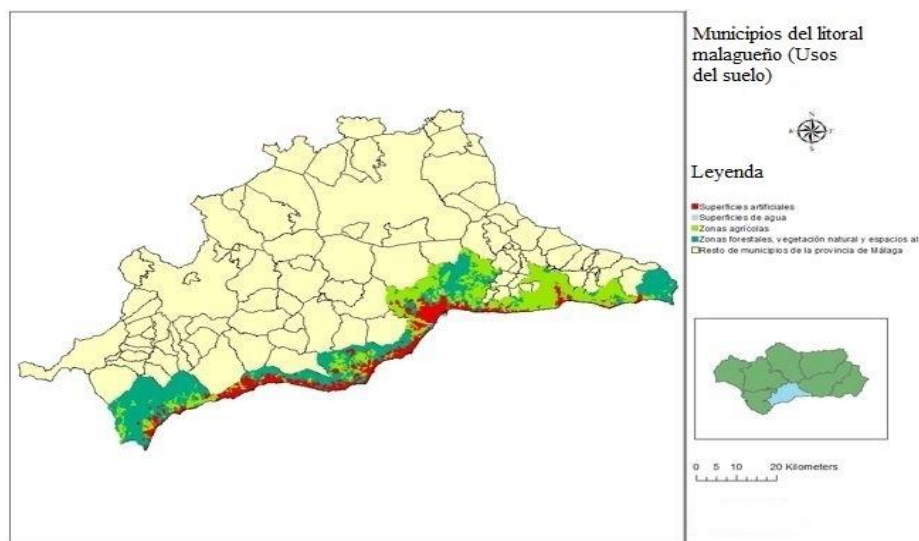 Municipios del litoral
malagueño (Usos
del suelo)
N
S
Leyenda
Superficies artificiales
Superficies de agua
Zonas agrícolas
Zonas forestales, vegetación natural y espacios al
Resto de municipios de la provincia de Málaga
0 5 10 20 Kilometers